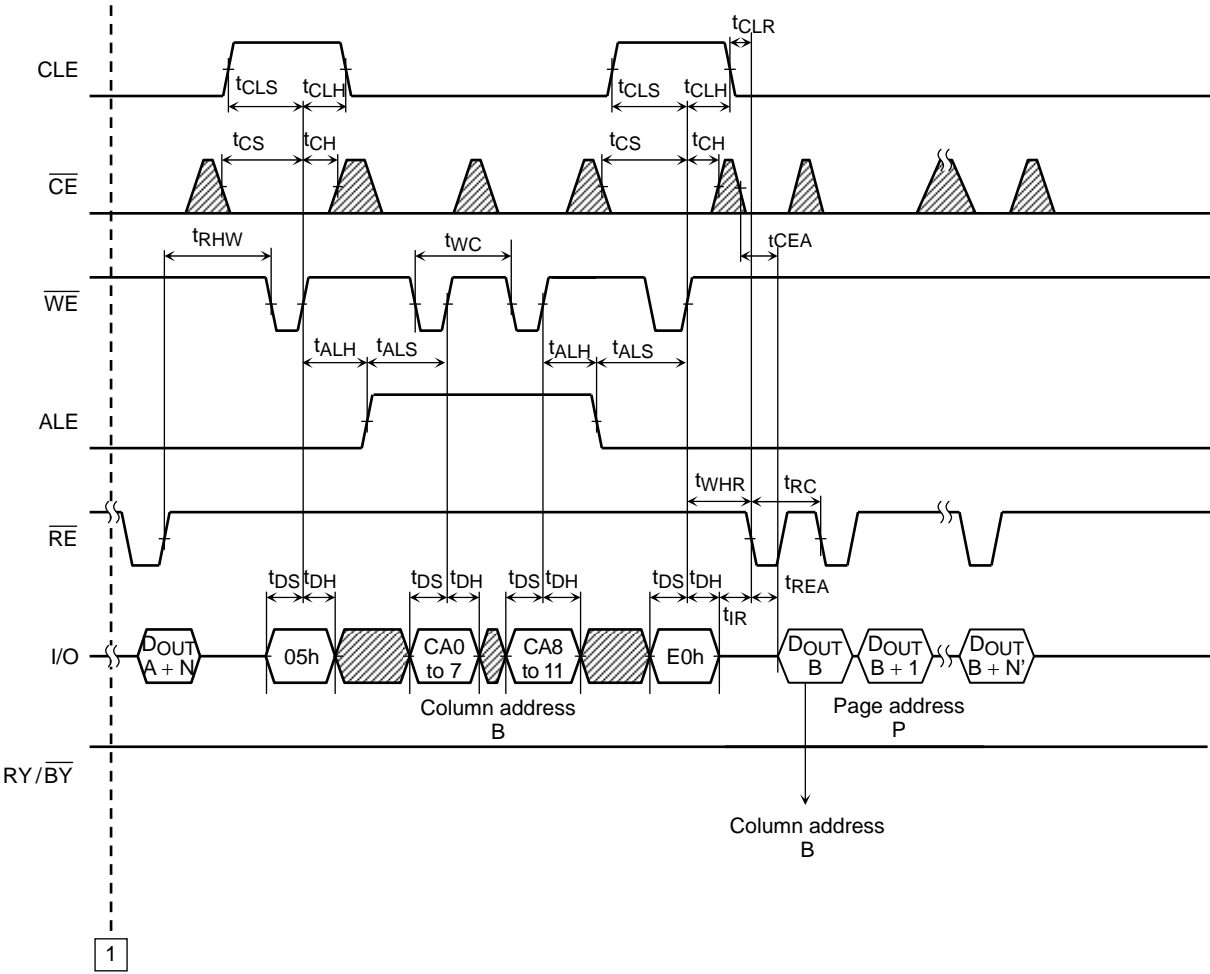 tCLR
CLE
tCLS
tCLH
tCLS
tCLH
tCS
tCH
tCS
tCH
CE
tRHW
tWC
tCEA
WE
tALH
tALS
tALH
tALS
ALE
tWHR
tRC
RE
tDS
tDH
tDS
tDH
tDS
tDH
tDS
tDH
tIR
tREA
I/O
DOUT
A + N
05h
CA0
to 7
CA8
to 11
E0h
DOUT
B
DOUT
B + 1
DOUT
B + N’
Column address
B
Page address
P
RY/BY
Column address
B
1